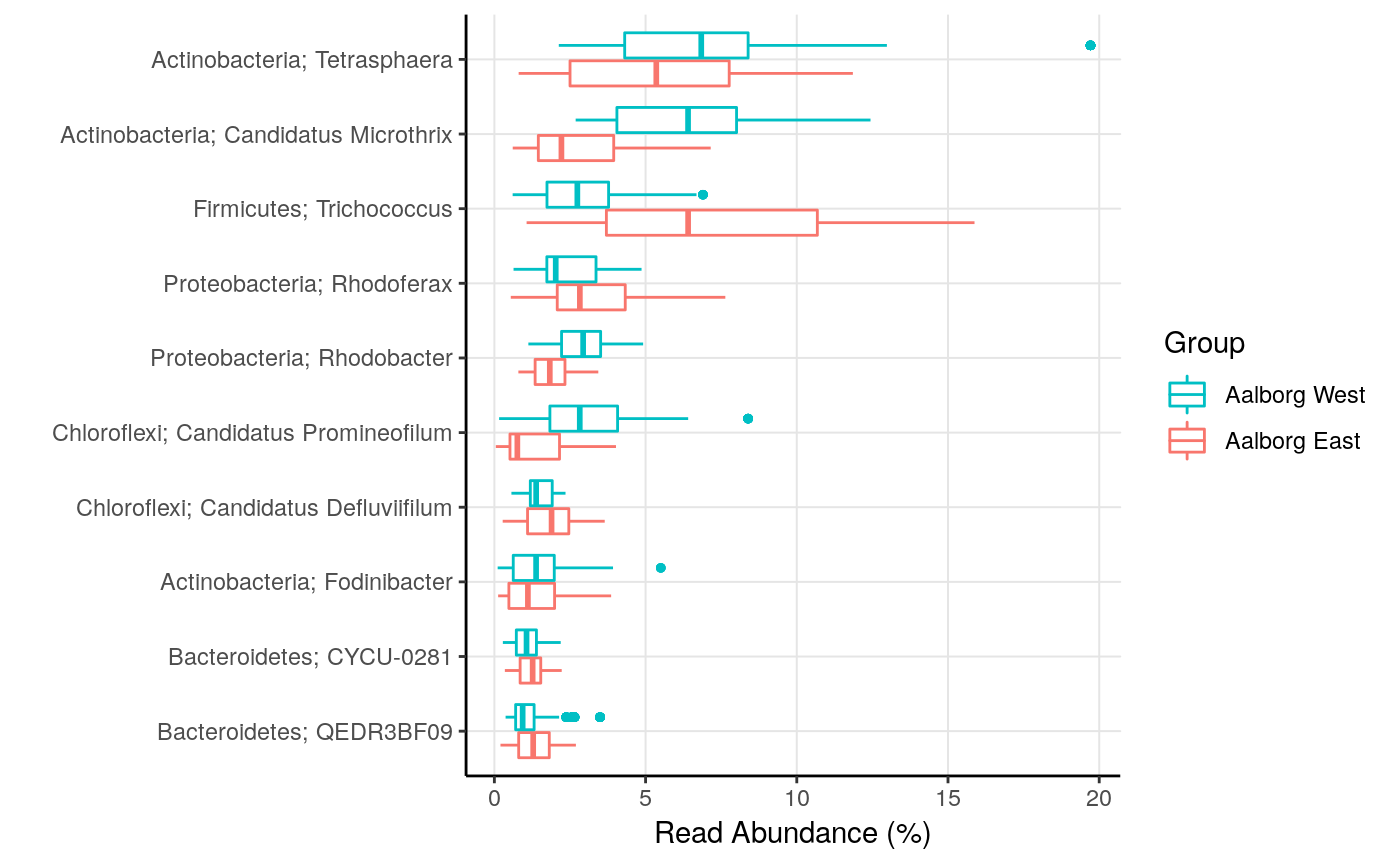 Actinobacteria; Tetrasphaera
Actinobacteria; Candidatus Microthrix
Firmicutes; Trichococcus
Proteobacteria; Rhodoferax
Proteobacteria; Rhodobacter
Chloroflexi; Candidatus Promineofilum
Chloroflexi; Candidatus Defluviifilum
Actinobacteria; Fodinibacter
Bacteroidetes; CYCU-0281
Bacteroidetes; QEDR3BF09
0 5 10 15 20
Read Abundance (%)
Group
Aalborg West
Aalborg East